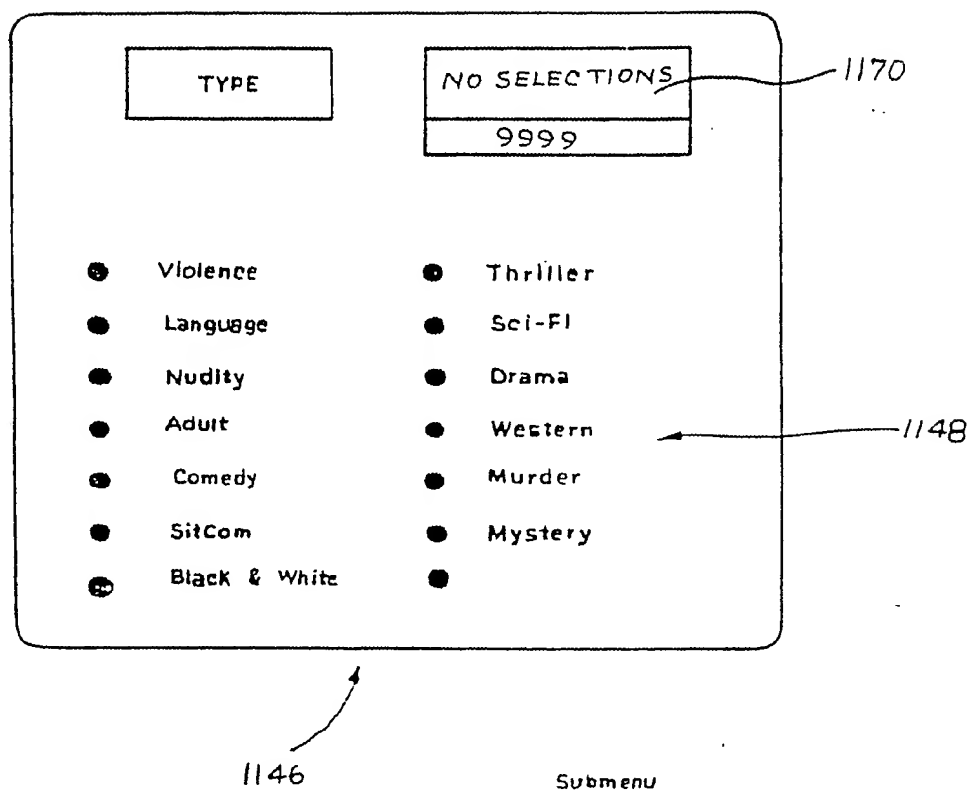 TYPE
NO SELECTIONS
9999
1170
Violence
Language
Nudity
Adult
Comedy
SitCom
Black & White
Thriller
Sci-FI
Drama
Western
Murder
Mystery
1148
1146
Submenu